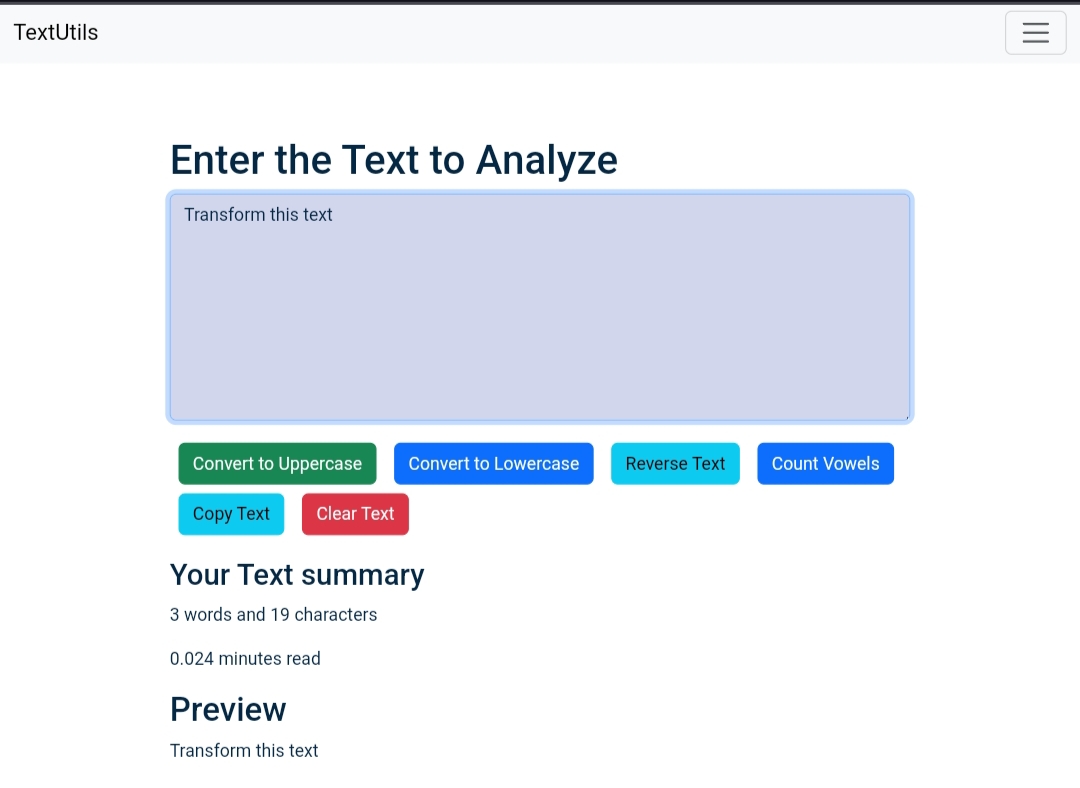 TextUtils
Enter the Text to Analyze
Transform this text
Convert to Uppercase Convert to Lowercase Reverse Text Count Vowels
Copy Text Clear Text
Your Text summary
3 words and 19 characters
0.024 minutes read
Preview
Transform this text